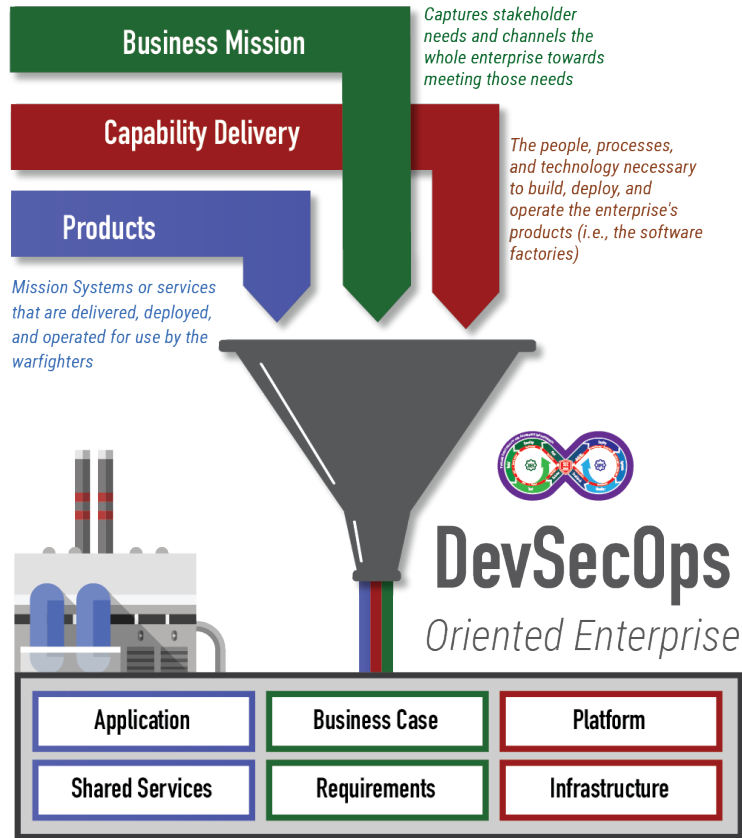 Business Mission
Captures stakeholder
needs and channels the
whole enterprise towards
meeting those needs
Capability Delivery
The people, processes,
and technology necessary
to build, deploy, and
operate the enterprise's
products (i.e., the software
factories)
Products
Mission Systems or services
that are delivered, deployed,
and operated for use by the
warfighters
DevSecOps
Oriented Enterprise
Application
Business Case
Platform
Shared Services
Requirements
Infrastructure